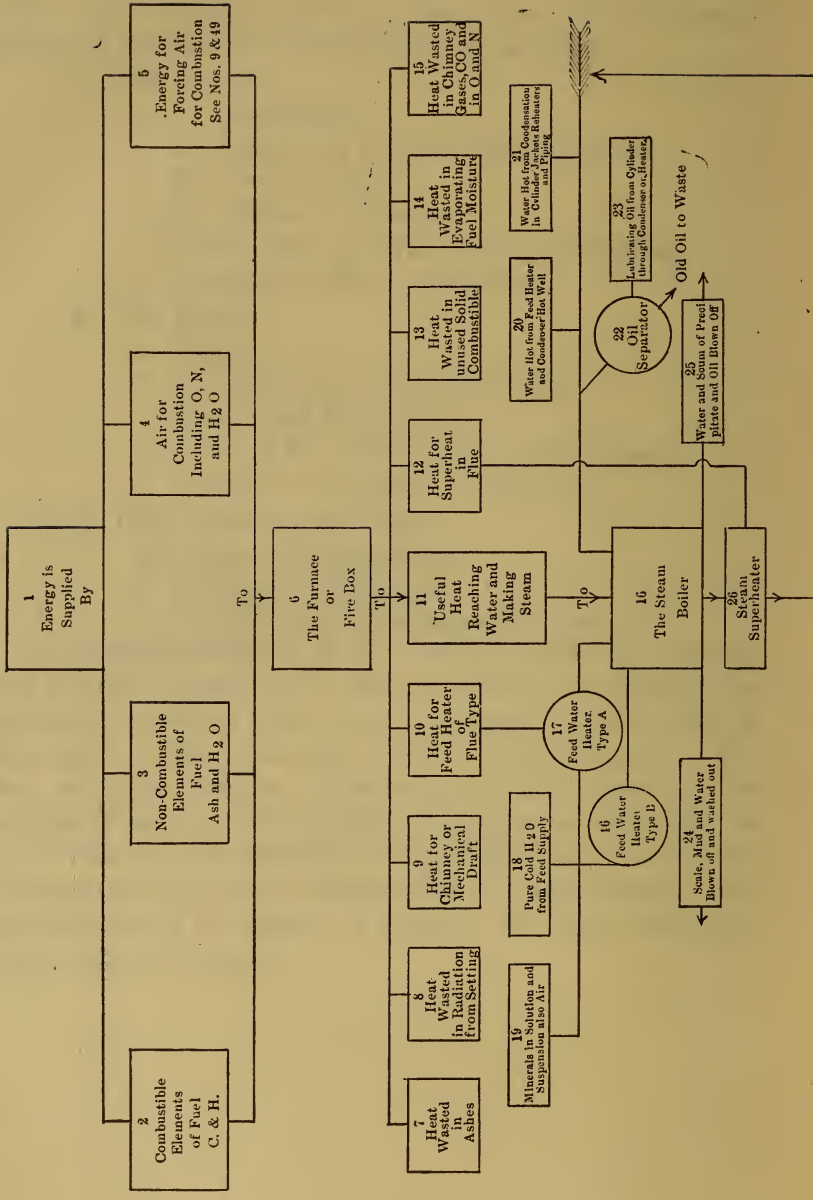 1
Energy is
Supplied
By
2
Combustible
Elements
of Fuel
C. & H.
3
Non-Combustible
Elements of
Fuel
Ash and H2 O
4
Air for
Combustion
Including O, N,
and H2 O
5
Energy for
Forcing Air
for Combustion
See Nos. 9 & 49
To
6
The Furnace
or
Fire Box
To
7
Heat
Wasted
in
Ashes
8
Heat
Wasted
in Radiation
from Setting
9
Heat for
Chimney or
Mechanical
Draft
10
Heat for
Feed Heater
of
Flue Type
11
Useful
Heat
Reaching
Water and
Making
Steam
12
Heat for
Superheat
in
Flue
13
Heat
Wasted in
unused Solid
Combustible
14
Heat
Wasted in
Evaporating
Fuel Moisture
15
Heat Wasted
in Chimney
Gases, CO and
in O and N
19
Minerals in Solution and
Suspension also Air
18
Pure Cold H2O
from Feed Supply
17
Feed Water
Heater.
Type A
16
Feed Water
Heater
Type B
To
16
The Steam
Boiler
20
Water Hot from Feed Heater
and Condenser Hot Well
21
Water Hot from Condensation
in Cylinder Jackets Reheaters
and Piping
22
Oil
Separator
23
Lubricating Oil from Cylinder
through Condenser or Heater
Old Oil to Waste
24
Scale, Mud and Water
Blown off and washed out
25
Water and Scum of Preci
pitate and Oil Blown Off
26
Steam
Superheater